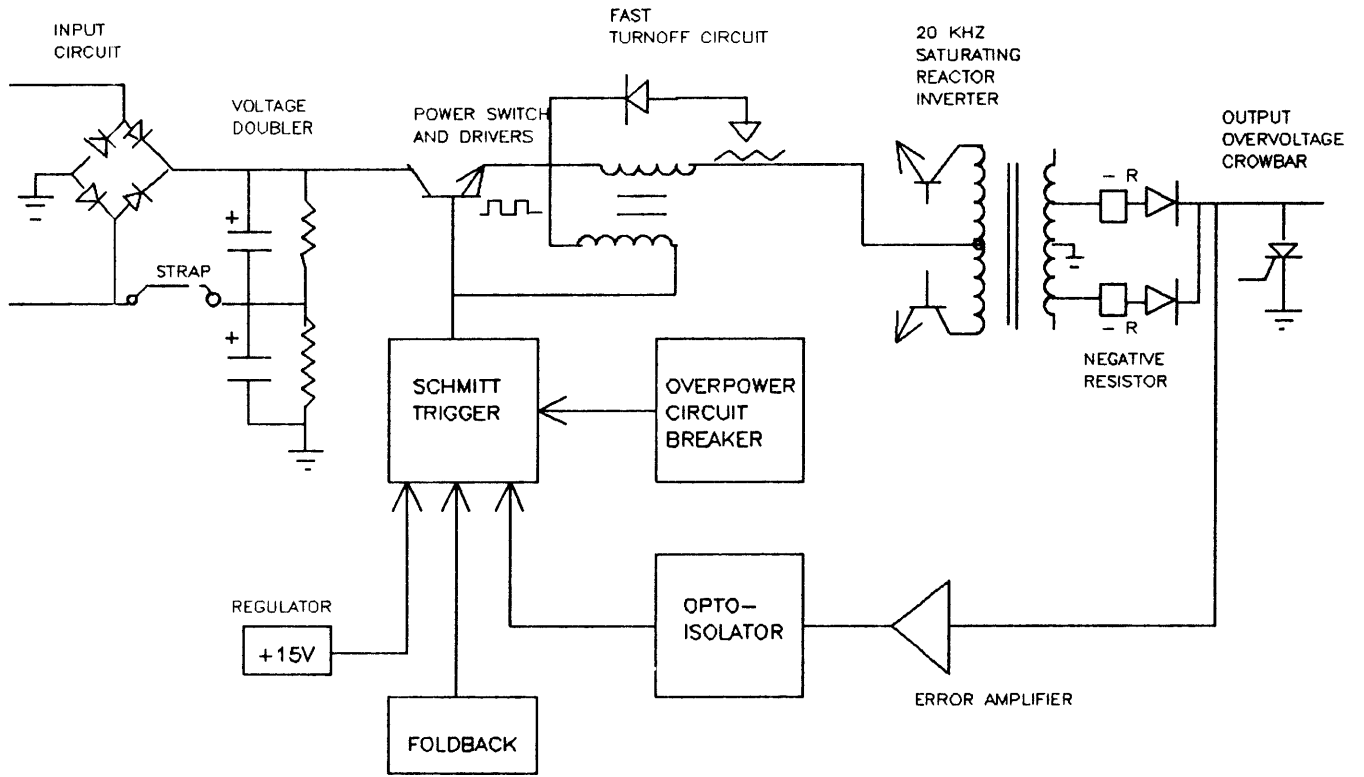 INPUT
CIRCUIT
VOLTAGE
DOUBLER
POWER SWITCH
AND DRIVERS
FAST
TURNOFF CIRCUIT
20 KHZ
SATURATING
REACTOR
INVERTER
OUTPUT
OVERVOLTAGE
CROWBAR
- R
- R
NEGATIVE
RESISTOR
+
STRAP
+
SCHMITT
TRIGGER
OVERPOWER
CIRCUIT
BREAKER
REGULATOR
+15V
OPTO-
ISOLATOR
ERROR AMPLIFIER
FOLDBACK